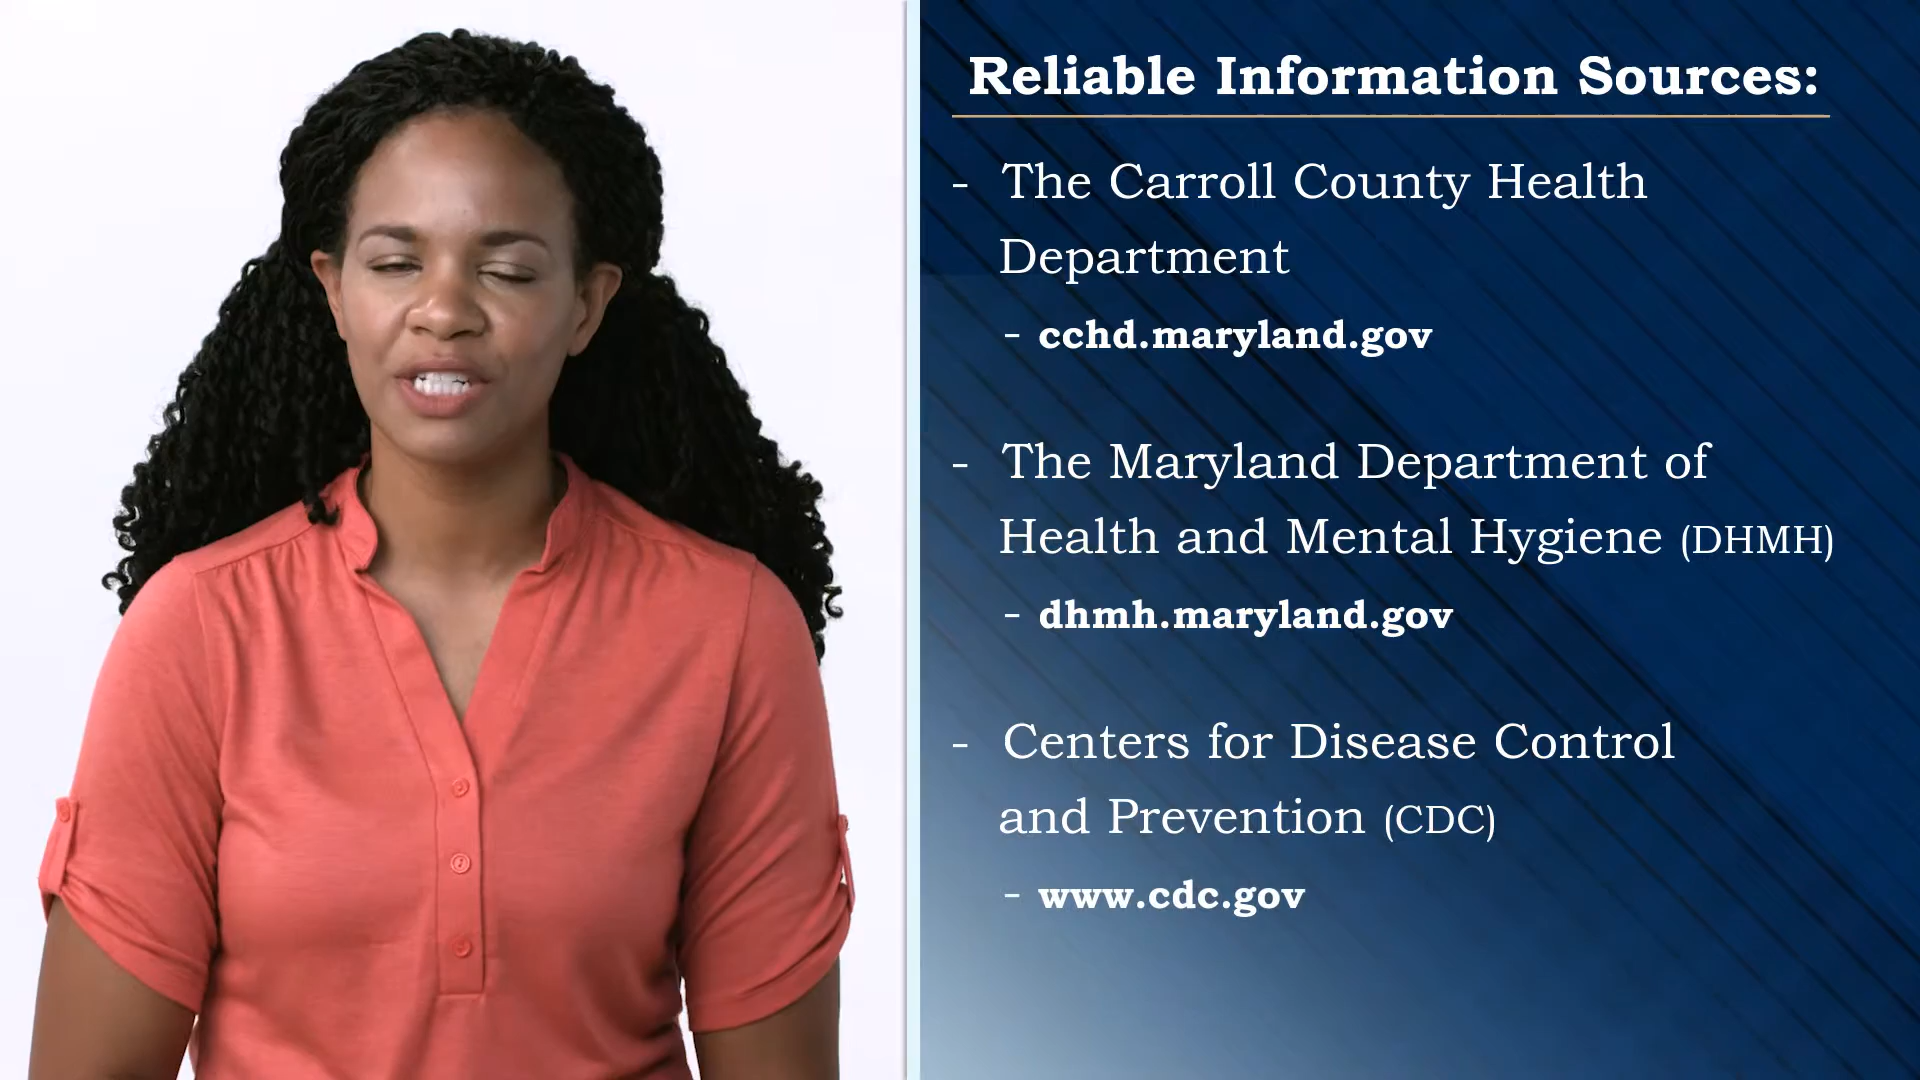 Reliable Information Sources:
- The Carroll County Health
Department
- cchd.maryland.gov
- The Maryland Department of
Health and Mental Hygiene (DHMH)
- dhmh.maryland.gov
- Centers for Disease Control
and Prevention (CDC)
- www.cdc.gov